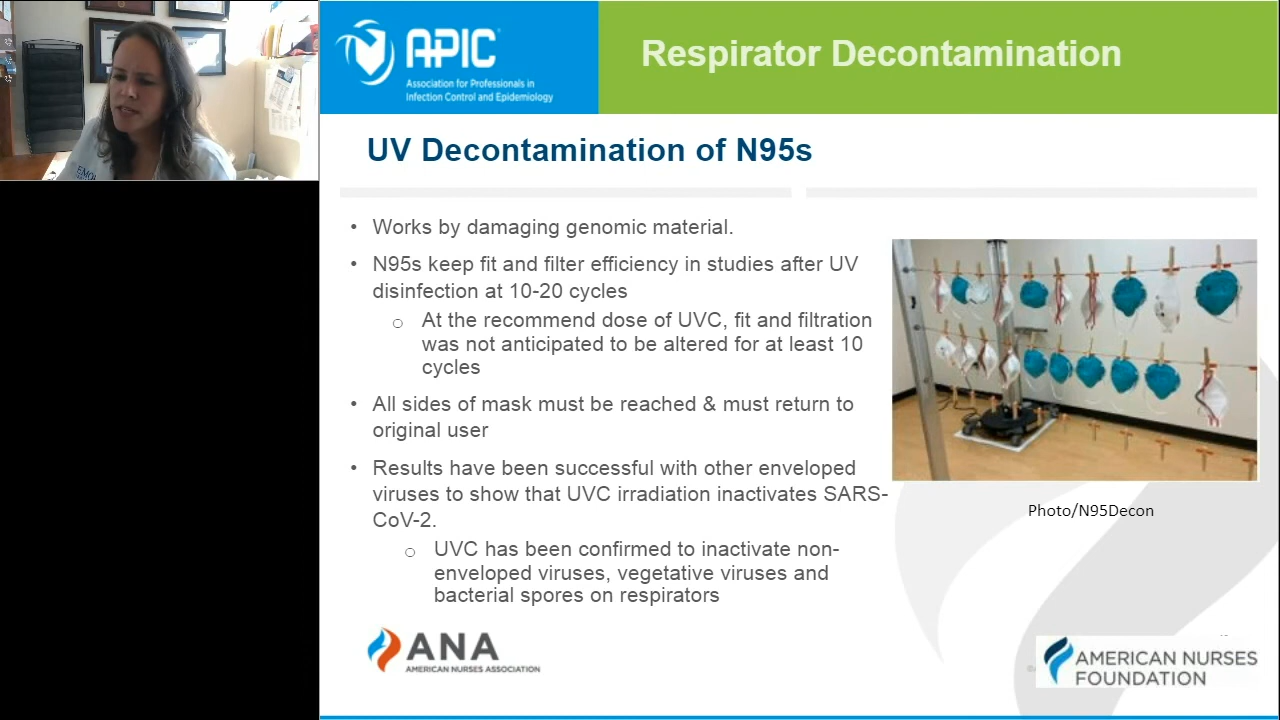 APIC
Association for Professionals in
Infection Control and Epidemiology
Respirator Decontamination
UV Decontamination of N95s
• Works by damaging genomic material.
• N95s keep fit and filter efficiency in studies after UV
disinfection at 10-20 cycles
o At the recommend dose of UVC, fit and filtration
was not anticipated to be altered for at least 10
cycles
• All sides of mask must be reached & must return to
original user
• Results have been successful with other enveloped
viruses to show that UVC irradiation inactivates SARS-
CoV-2.
o UVC has been confirmed to inactivate non-
enveloped viruses, vegetative viruses and
bacterial spores on respirators
Photo/N95Decon
ANA
AMERICAN NURSES ASSOCIATION
AMERICAN NURSES
FOUNDATION